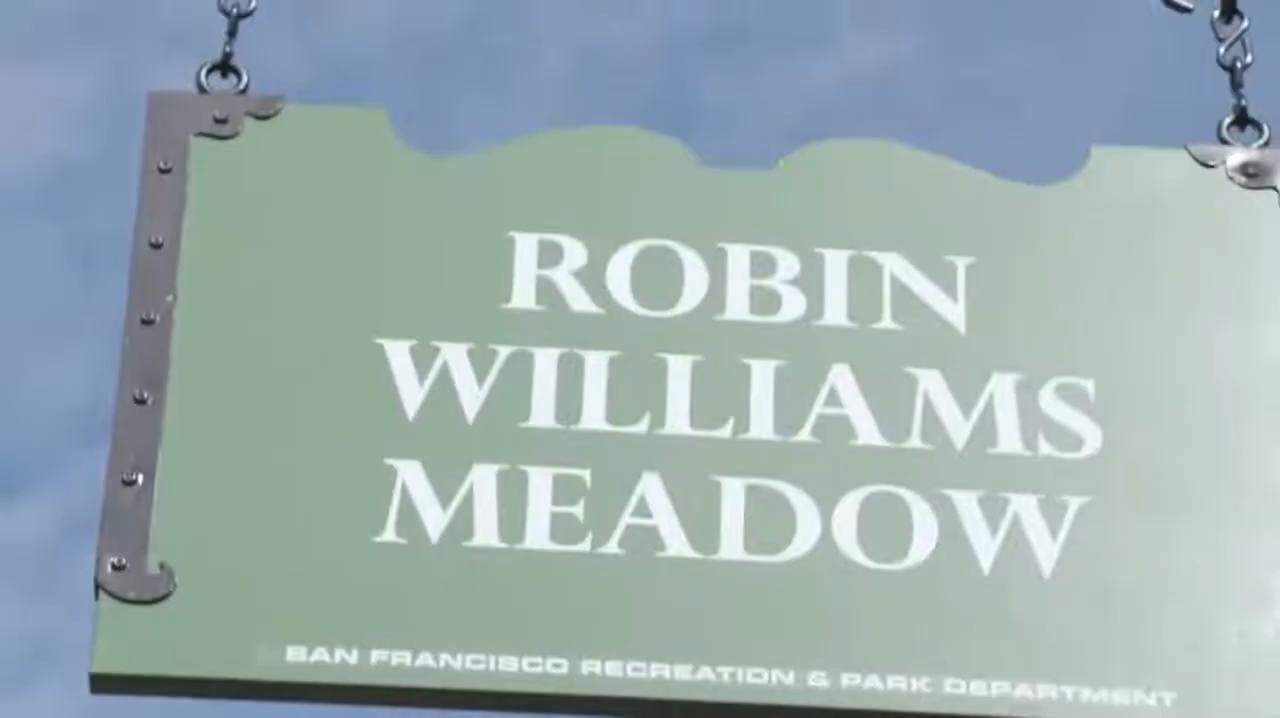 ROBIN
WILLIAMS
MEADOW
SAN FRANCISCO RECREATION & PARK DEPARTMENT